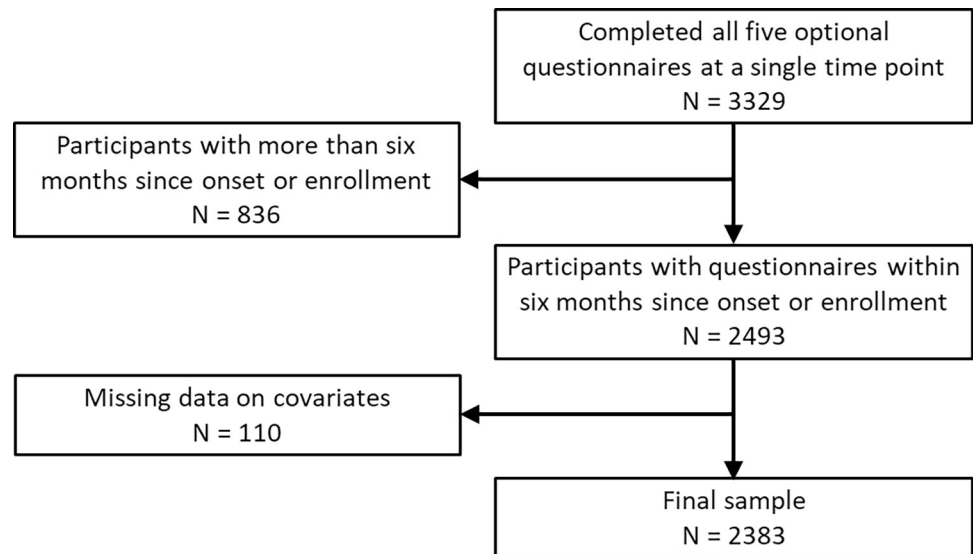 Completed all five optional
questionnaires at a single time point
N = 3329
Participants with more than six
months since onset or enrollment
N = 836
Participants with questionnaires within
six months since onset or enrollment
N = 2493
Missing data on covariates
N = 110
Final sample
N = 2383